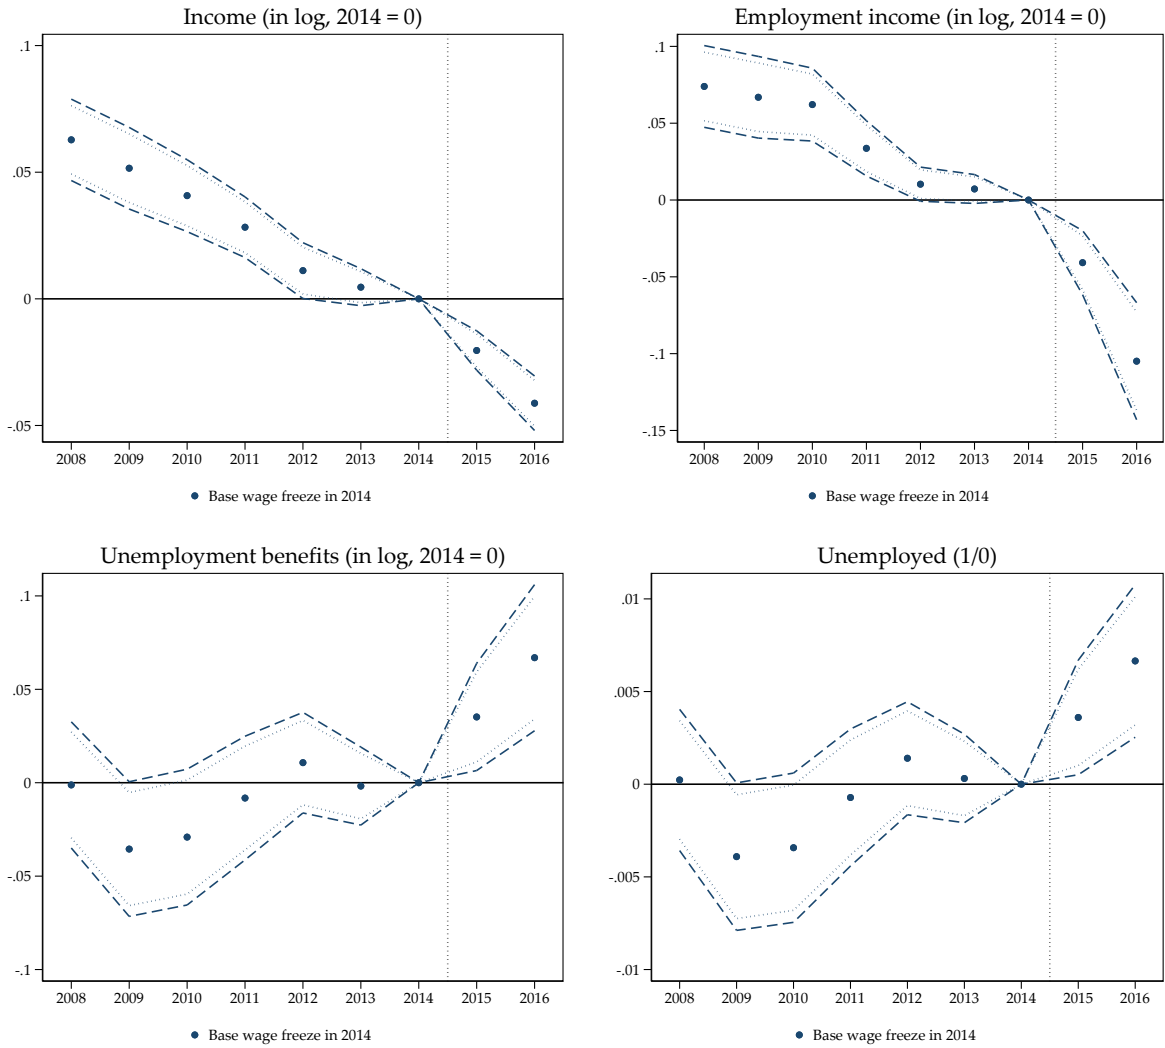 Income (in log, 2014 = 0)
.1
.05
0
-.05
2008 2009 2010 2011 2012 2013 2014 2015 2016
Base wage freeze in 2014
Employment income (in log, 2014 = 0)
.1
.05
0
-.05
-.1
-.15
2008 2009 2010 2011 2012 2013 2014 2015 2016
Base wage freeze in 2014
Unemployment benefits (in log, 2014 = 0)
.1
.05
0
-.05
-.1
2008 2009 2010 2011 2012 2013 2014 2015 2016
Base wage freeze in 2014
Unemployed (1/0)
.01
.005
0
-.005
-.01
2008 2009 2010 2011 2012 2013 2014 2015 2016
Base wage freeze in 2014